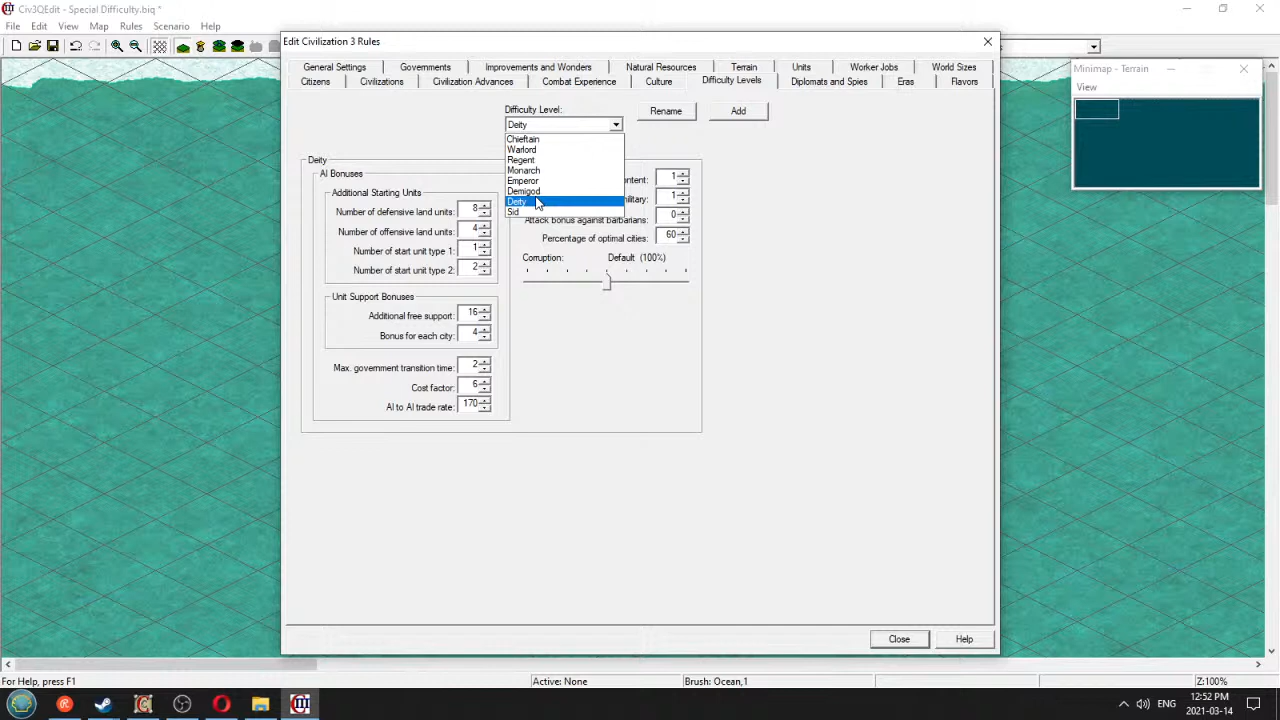 Civ3QEdit - Special Difficulty.biq *
File Edit View Map Rules Scenario Help
Edit Civilization 3 Rules
General Settings Governments Improvements and Wonders Natural Resources Terrain Units Worker Jobs World Sizes
Citizens Civilizations Civilization Advances Combat Experience Culture Difficulty Levels Diplomats and Spies Eras Flavors
Difficulty Level:
Deity
Rename Add
Chieftain
Warlord
Regent
Monarch
Emperor
Demigod
Deity
Sid
Deity
AI Bonuses
Additional Starting Units
Number of defensive land units: 8
Number of offensive land units: 4
Number of start unit type 1: 1
Number of start unit type 2: 2
Unit Support Bonuses
Additional free support: 16
Bonus for each city: 4
Max. government transition time: 2
Cost factor: 6
AI to AI trade rate: 170
ontent: 1
military: 1
Attack bonus against barbarians: 0
Percentage of optimal cities: 60
Corruption: Default (100%)
Close Help
Minimap - Terrain
View
For Help, press F1
Active: None
Brush: Ocean,1
Z:100%
ENG
12:52 PM
2021-03-14